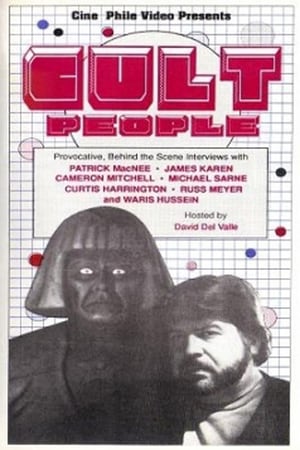 Cine Phile Video Presents
CULT
PEOPLE
Provocative, Behind the Scene Interviews with
PATRICK MacNEE • JAMES KAREN
CAMERON MITCHELL • MICHAEL SARNE
CURTIS HARRINGTON • RUSS MEYER
and WARIS HUSSEIN
Hosted by
David Del Valle